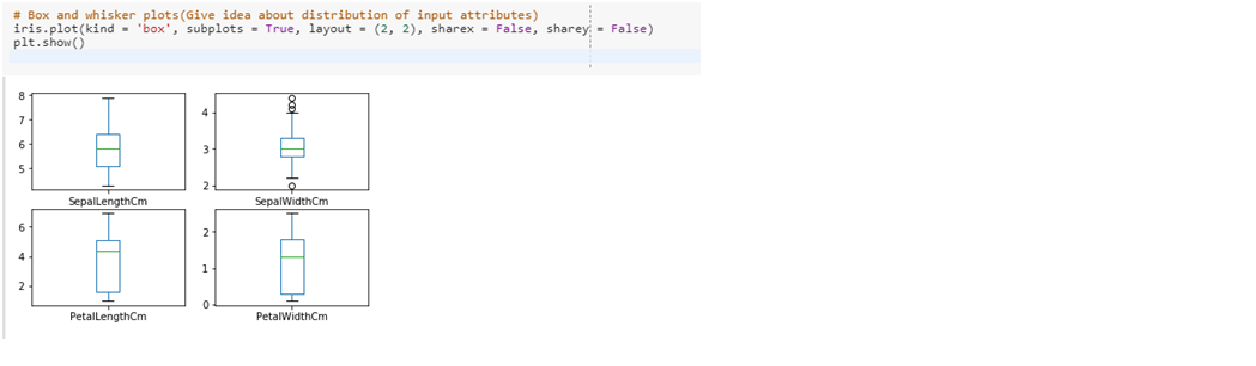 # Box and whisker plots(Give idea about distribution of input attributes)
iris.plot(kind = 'box', subplots = True, layout = (2, 2), sharex = False, sharey = False)
plt.show()
8
7
6
5
SepalLengthCm
4
3
2
SepalWidthCm
6
4
2
PetalLengthCm
2
1
0
PetalWidthCm